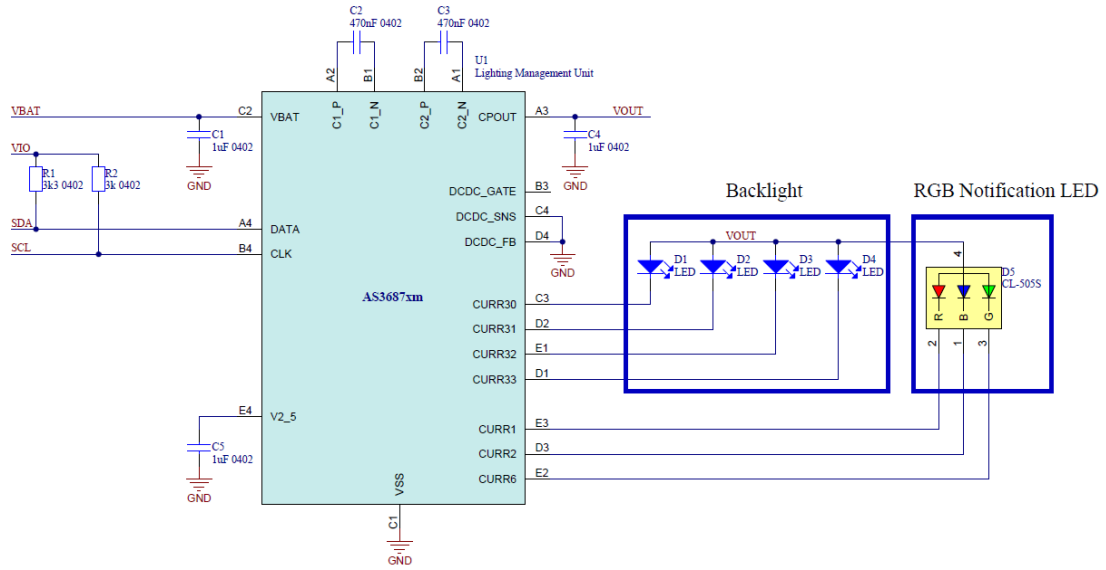 C2
470nF 0402
C3
470nF 0402
U1
Lighting Management Unit
A2
B1
B2
A1
C1_P
C1_N
C2_P
C2_N
VBAT
C2
VBAT
CPOUT
A3
VOUT
C1
1uF 0402
GND
C4
1uF 0402
GND
VIO
R1
3k3 0402
R2
3k 0402
SDA
A4
DATA
SCL
B4
CLK
DCDC_GATE
B3
DCDC_SNS
C4
DCDC_FB
D4
GND
Backlight
RGB Notification LED
VOUT
D1
LED
D2
LED
D3
LED
D4
LED
4
D5
CL-505S
R
B
G
2
1
3
AS3687xm
CURR30
C3
CURR31
D2
CURR32
E1
CURR33
D1
E4
V2_5
C5
1uF 0402
GND
CURR1
E3
CURR2
D3
CURR6
E2
VSS
C1
GND